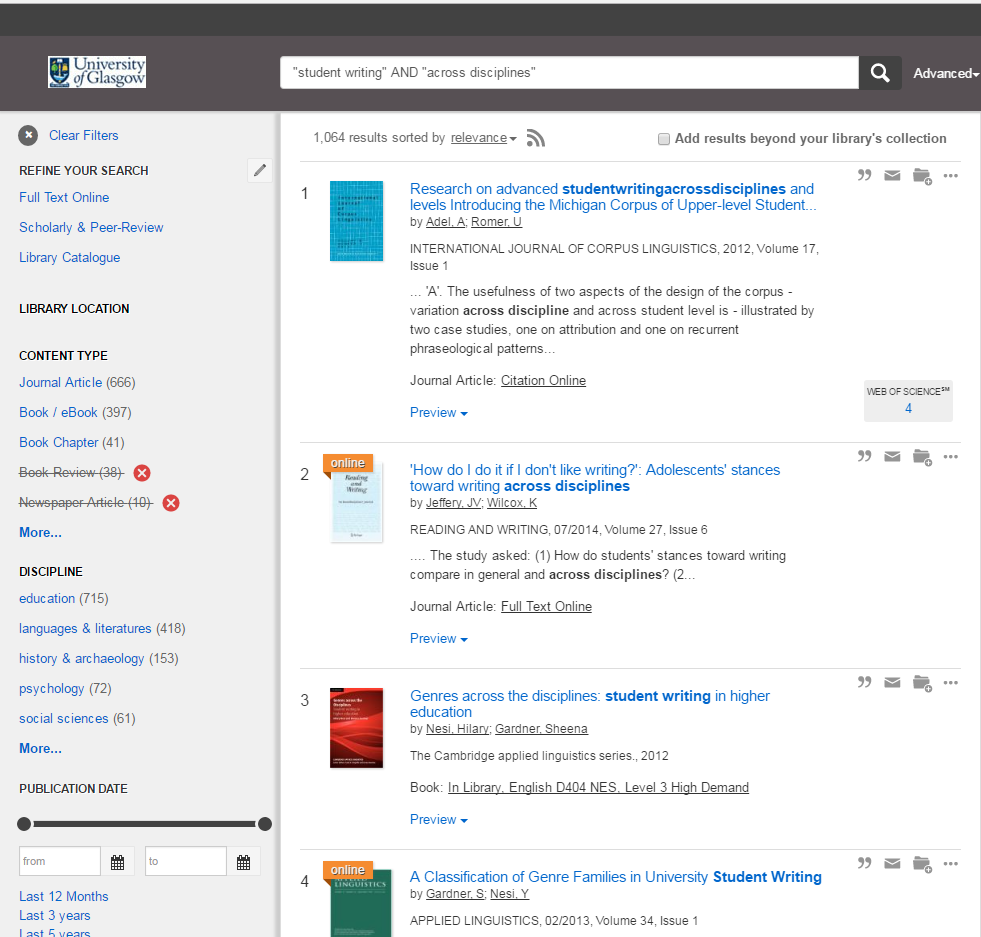 University
of Glasgow
"student writing" AND "across disciplines"
Advanced
Clear Filters
REFINE YOUR SEARCH
Full Text Online
Scholarly & Peer-Review
Library Catalogue
LIBRARY LOCATION
CONTENT TYPE
Journal Article (666)
Book / eBook (397)
Book Chapter (41)
Book Review (38)
Newspaper Article (10)
More...
DISCIPLINE
education (715)
languages & literatures (418)
history & archaeology (153)
psychology (72)
social sciences (61)
More...
PUBLICATION DATE
from
to
Last 12 Months
Last 3 years
Last 5 years
1,064 results sorted by relevance
Add results beyond your library's collection
1
Research on advanced studentwritingacrossdisciplines and
levels Introducing the Michigan Corpus of Upper-level Student...
by Adel, A; Romer, U
INTERNATIONAL JOURNAL OF CORPUS LINGUISTICS, 2012, Volume 17,
Issue 1
... 'A'. The usefulness of two aspects of the design of the corpus -
variation across discipline and across student level is - illustrated by
two case studies, one on attribution and one on recurrent
phraseological patterns...
Journal Article: Citation Online
Preview
WEB OF SCIENCE℠
4
2
online
Reading
and
Writing
'How do I do it if I don't like writing?': Adolescents' stances
toward writing across disciplines
by Jeffery, JV; Wilcox, K
READING AND WRITING, 07/2014, Volume 27, Issue 6
.... The study asked: (1) How do students' stances toward writing
compare in general and across disciplines? (2...
Journal Article: Full Text Online
Preview
3
Genres across the disciplines: student writing in higher
education
by Nesi, Hilary; Gardner, Sheena
The Cambridge applied linguistics series., 2012
Book: In Library, English D404 NES, Level 3 High Demand
Preview
4
online
LINGUISTICS
A Classification of Genre Families in University Student Writing
by Gardner, S; Nesi, Y
APPLIED LINGUISTICS, 02/2013, Volume 34, Issue 1